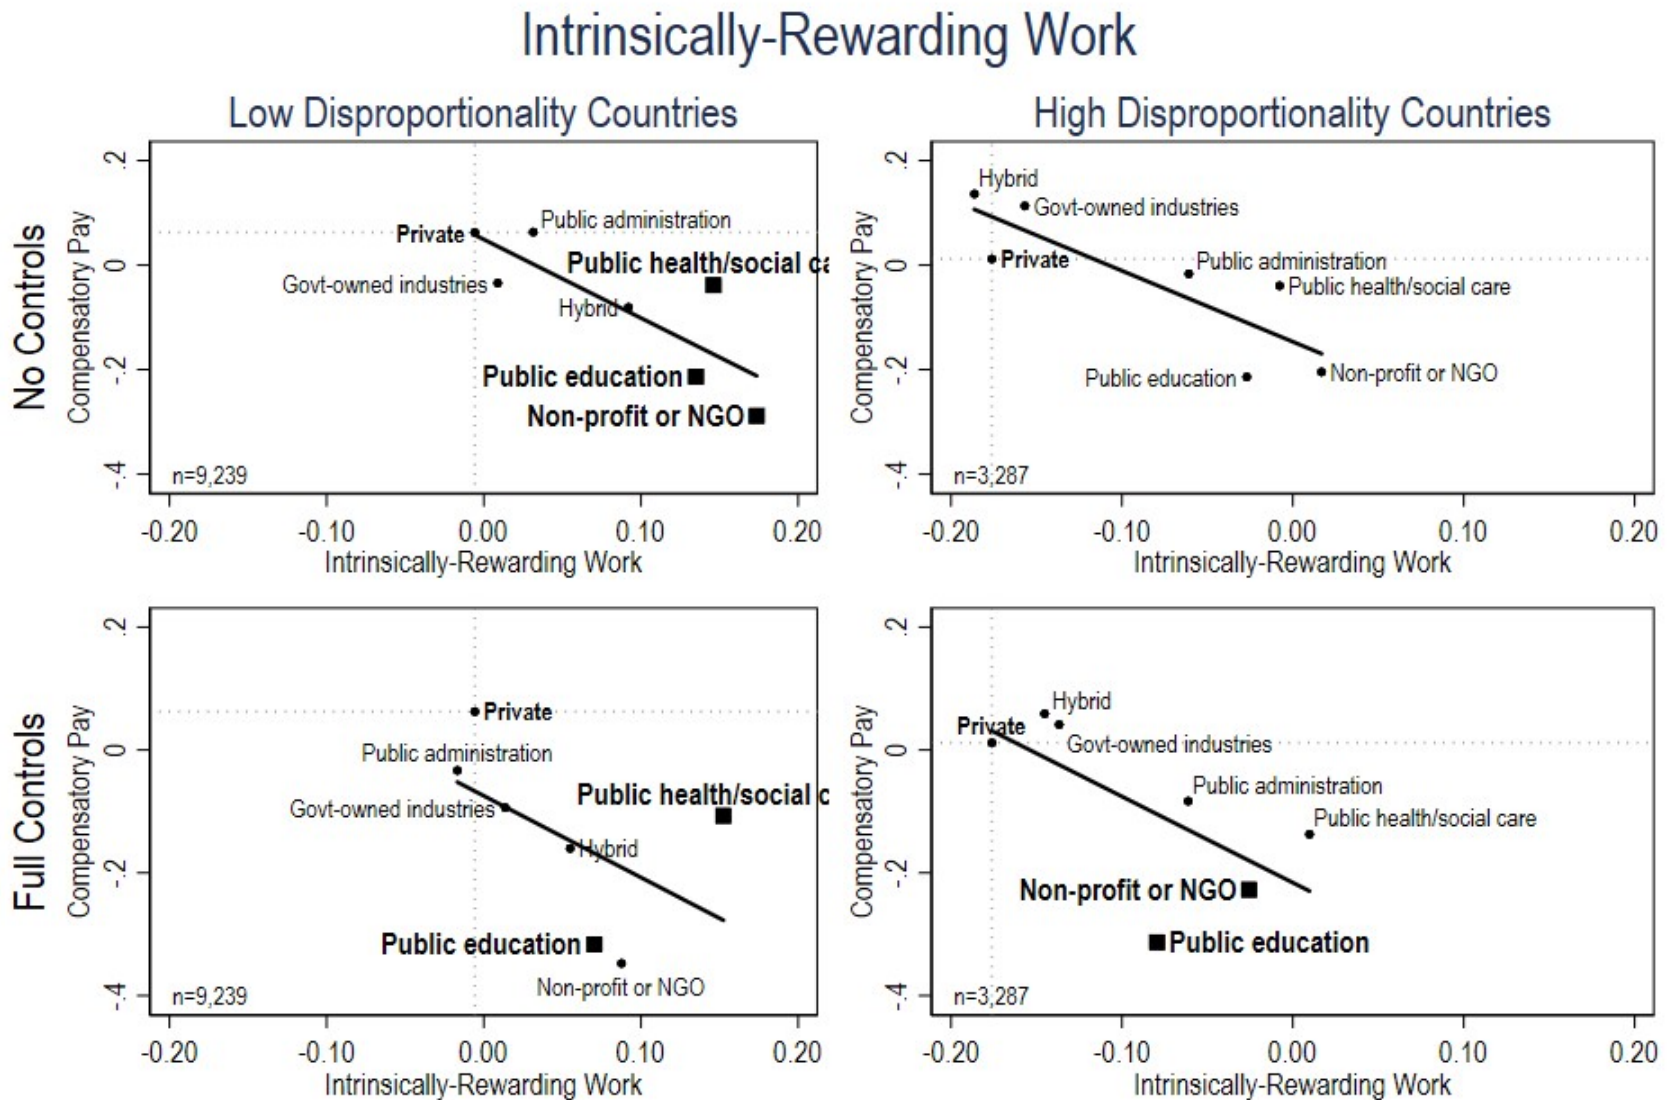 Intrinsically-Rewarding Work
Low Disproportionality Countries
High Disproportionality Countries
No Controls
Compensatory Pay
.2
0
-.2
-.4
Private
Public administration
Public health/social ca
Govt-owned industries
Hybrid
Public education
Non-profit or NGO
n=9,239
-0.20 -0.10 0.00 0.10 0.20
Intrinsically-Rewarding Work
Compensatory Pay
.2
0
-.2
-.4
Hybrid
Govt-owned industries
Private
Public administration
Public health/social care
Public education
Non-profit or NGO
n=3,287
-0.20 -0.10 0.00 0.10 0.20
Intrinsically-Rewarding Work
Full Controls
Compensatory Pay
.2
0
-.2
-.4
Private
Public administration
Public health/social c
Govt-owned industries
Hybrid
Public education
Non-profit or NGO
n=9,239
-0.20 -0.10 0.00 0.10 0.20
Intrinsically-Rewarding Work
Compensatory Pay
.2
0
-.2
-.4
Hybrid
Private
Govt-owned industries
Public administration
Public health/social care
Non-profit or NGO
Public education
n=3,287
-0.20 -0.10 0.00 0.10 0.20
Intrinsically-Rewarding Work